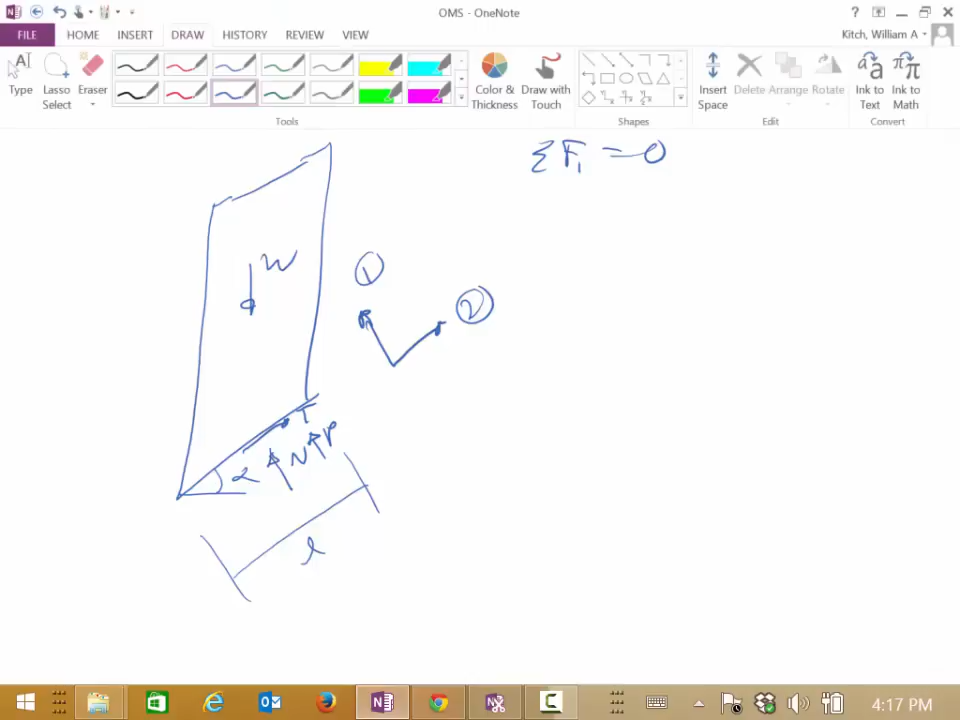 OMS - OneNote
FILE HOME INSERT DRAW HISTORY REVIEW VIEW
Kitch, William A
Type
Lasso Select
Eraser
Color & Thickness
Draw with Touch
Insert Space
Delete
Arrange
Rotate
Ink to Text
Ink to Math
Tools
Shapes
Edit
Convert
ΣF₁ = 0
W
1
2
T
α
N
P
l
4:17 PM